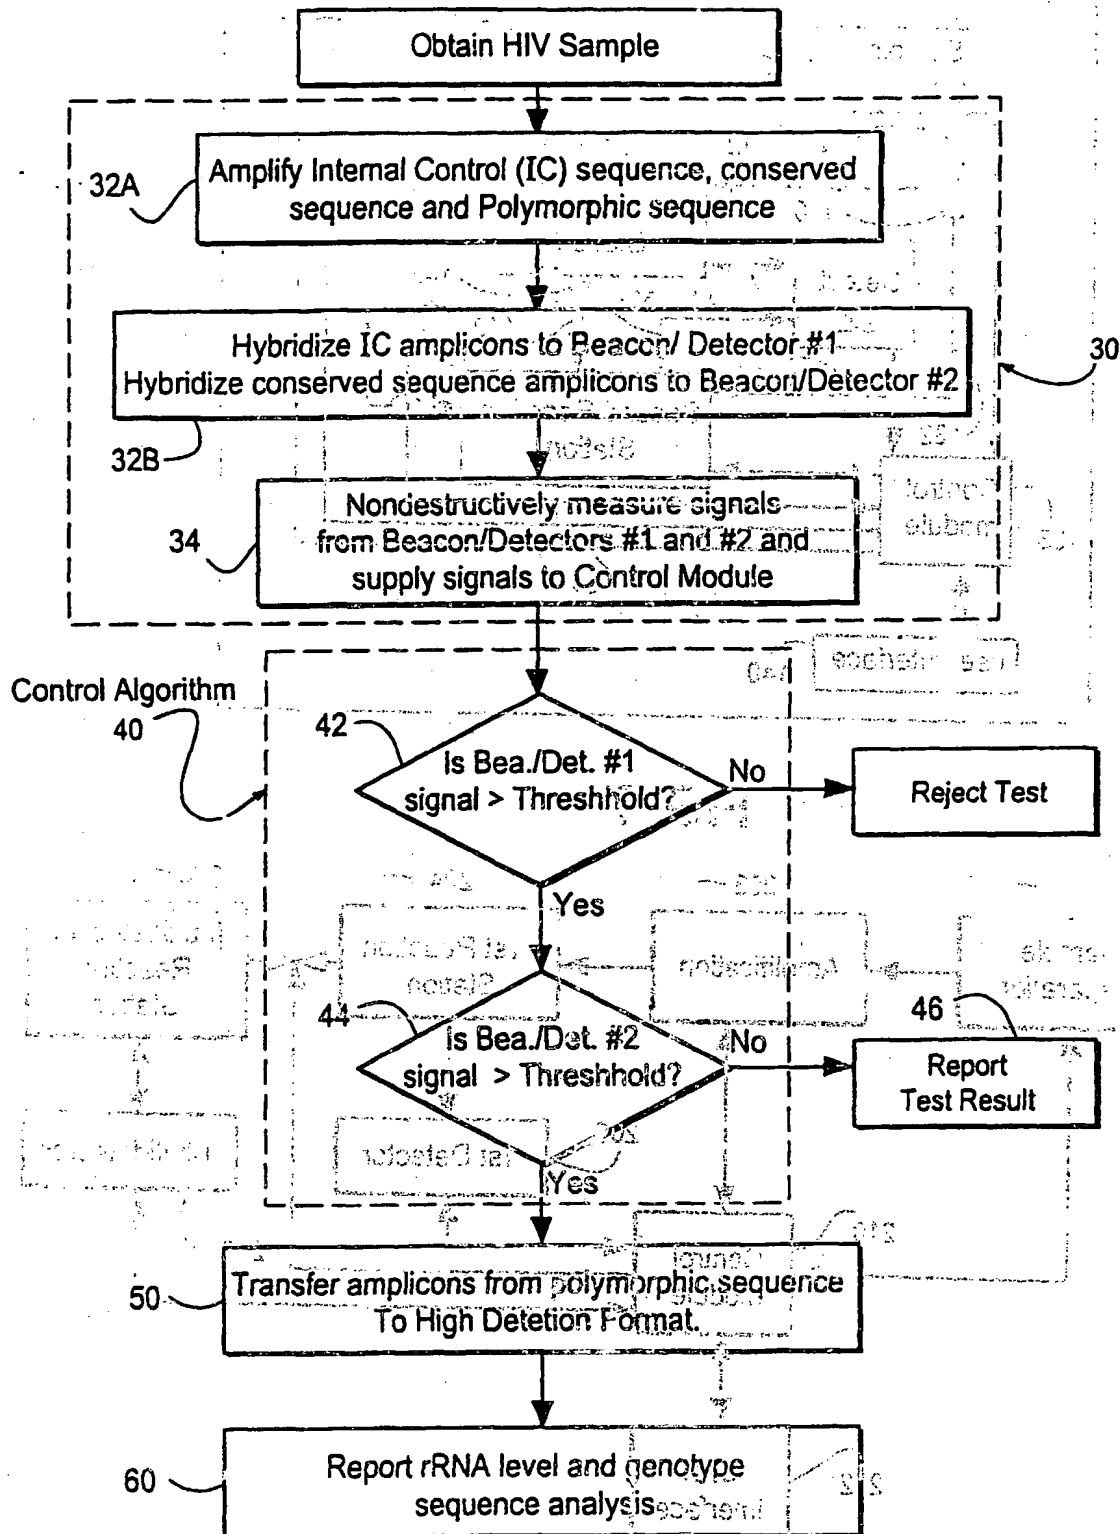 Obtain HIV Sample
32A
Amplify Internal Control (IC) sequence, conserved
sequence and Polymorphic sequence
Hybridize IC amplicons to Beacon/ Detector #1
Hybridize conserved sequence amplicons to Beacon/Detector #2
30
32B
34
Nondestructively measure signals
from Beacon/Detectors #1 and #2 and
supply signals to Control Module
Control Algorithm
40
42
Is Bea./Det. #1
signal > Threshhold?
No
Reject Test
Yes
44
Is Bea./Det. #2
signal > Threshhold?
No
46
Report
Test Result
Yes
50
Transfer amplicons from polymorphic sequence
To High Detetion Format.
60
Report rRNA level and genotype
sequence analysis